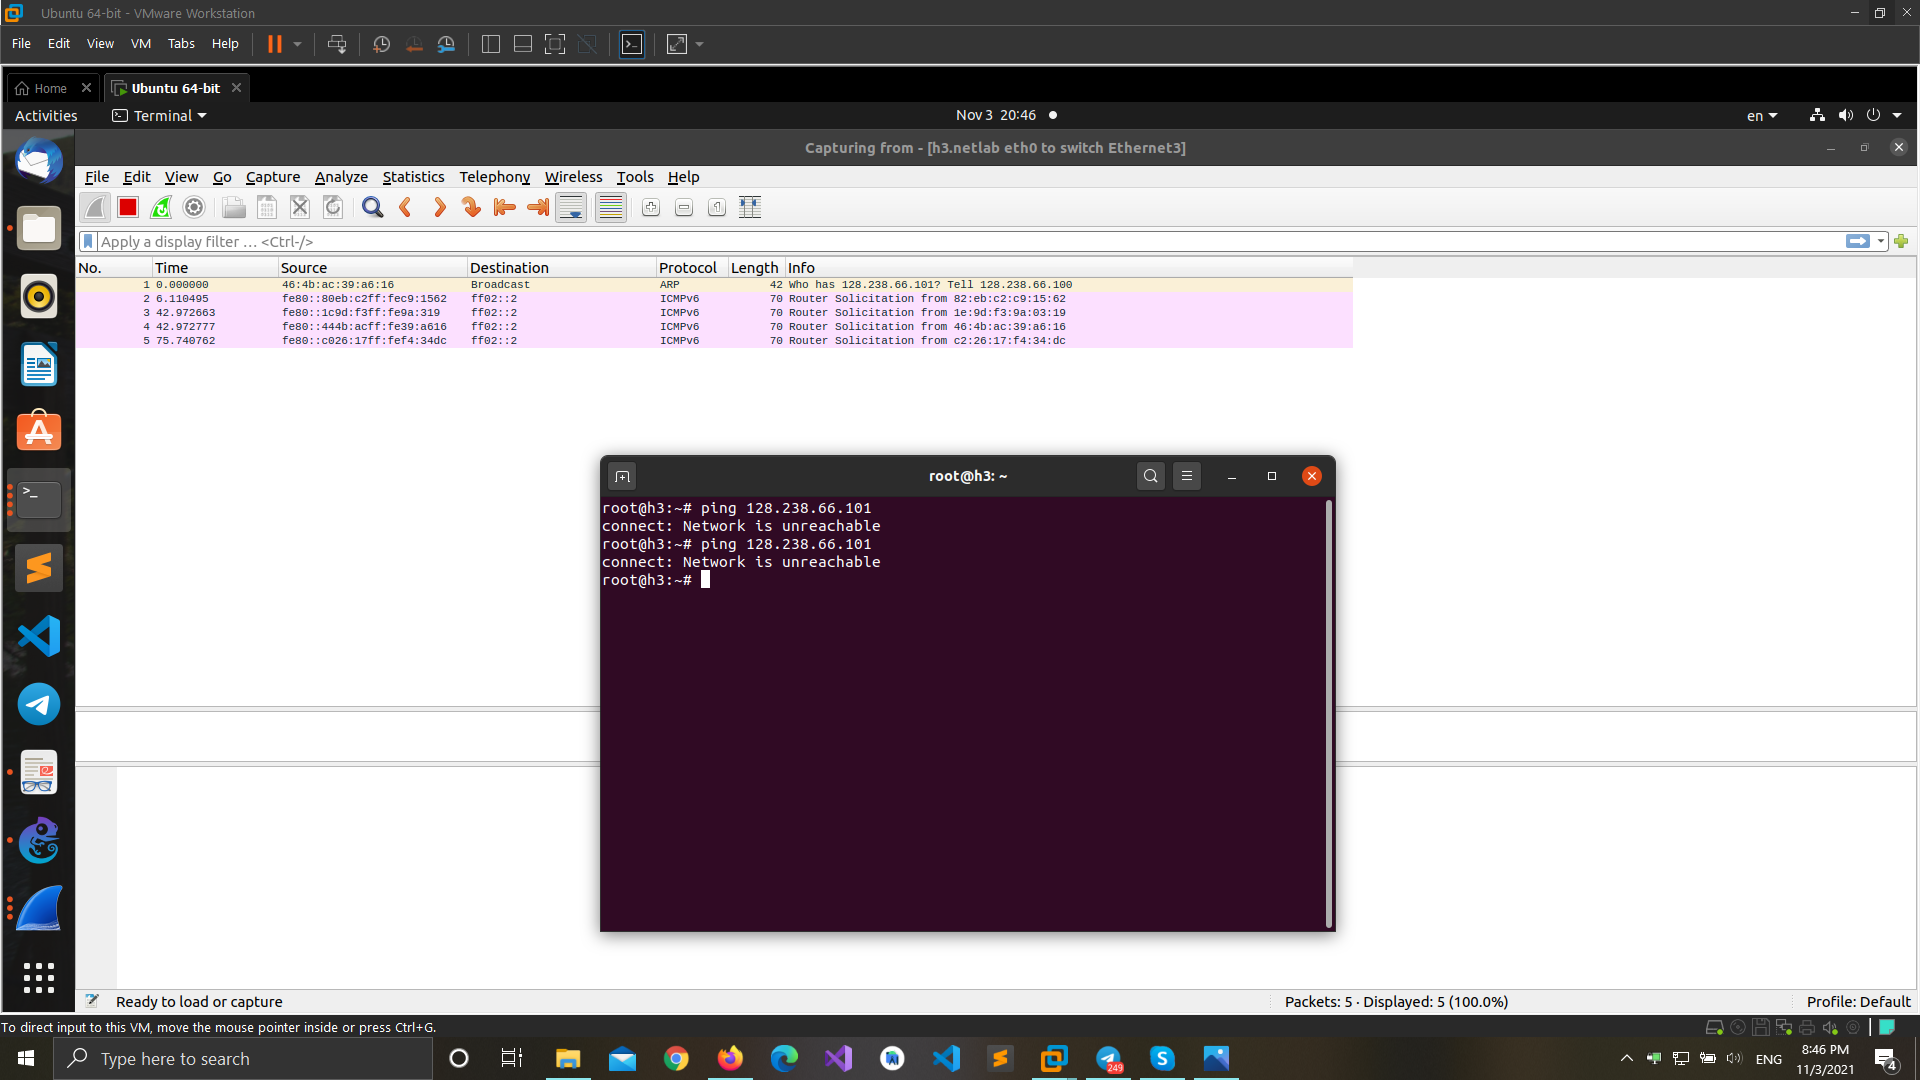 Ubuntu 64-bit - VMware Workstation
File Edit View VM Tabs Help
Home
Ubuntu 64-bit
Activities Terminal Nov 3 20:46 en
Capturing from - [h3.netlab eth0 to switch Ethernet3]
File Edit View Go Capture Analyze Statistics Telephony Wireless Tools Help
Apply a display filter … <Ctrl-/>
No. Time Source Destination Protocol Length Info
1 0.000000 46:4b:ac:39:a6:16 Broadcast ARP 42 Who has 128.238.66.101? Tell 128.238.66.100
2 6.110495 fe80::80eb:c2ff:fec9:1562 ff02::2 ICMPv6 70 Router Solicitation from 82:eb:c2:c9:15:62
3 42.972663 fe80::1c9d:f3ff:fe9a:319 ff02::2 ICMPv6 70 Router Solicitation from 1e:9d:f3:9a:03:19
4 42.972777 fe80::444b:acff:fe39:a616 ff02::2 ICMPv6 70 Router Solicitation from 46:4b:ac:39:a6:16
5 75.740762 fe80::c026:17ff:fef4:34dc ff02::2 ICMPv6 70 Router Solicitation from c2:26:17:f4:34:dc
root@h3: ~
root@h3:~# ping 128.238.66.101
connect: Network is unreachable
root@h3:~# ping 128.238.66.101
connect: Network is unreachable
root@h3:~#
Ready to load or capture Packets: 5 · Displayed: 5 (100.0%) Profile: Default
To direct input to this VM, move the mouse pointer inside or press Ctrl+G.
Type here to search
249
ENG
8:46 PM
11/3/2021
4